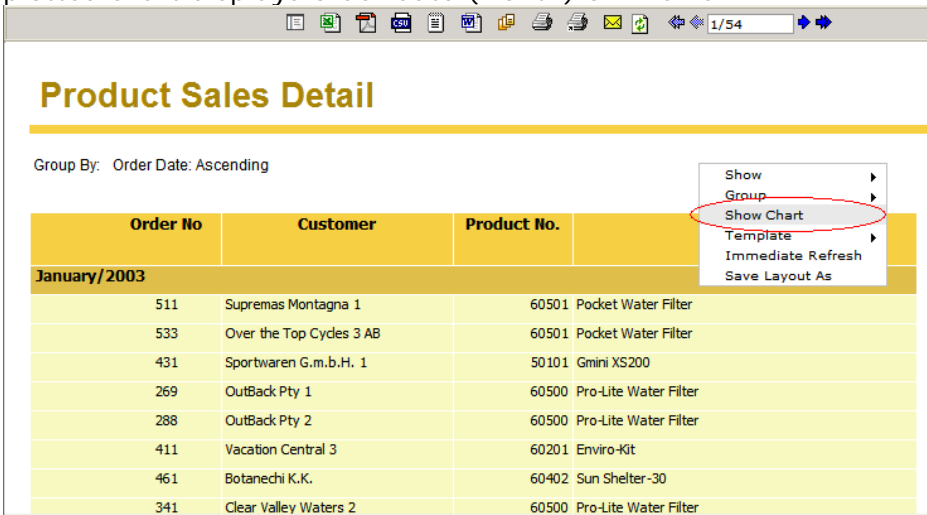 1/54
Product Sales Detail
Group By: Order Date: Ascending
Show
Group
Show Chart
Template
Immediate Refresh
Save Layout As
Order No Customer Product No.
January/2003
511 Supremas Montagna 1 60501 Pocket Water Filter
533 Over the Top Cycles 3 AB 60501 Pocket Water Filter
431 Sportwaren G.m.b.H. 1 50101 Gmini XS200
269 OutBack Pty 1 60500 Pro-Lite Water Filter
288 OutBack Pty 2 60500 Pro-Lite Water Filter
411 Vacation Central 3 60201 Enviro-Kit
461 Botanechi K.K. 60402 Sun Shelter-30
341 Clear Valley Waters 2 60500 Pro-Lite Water Filter